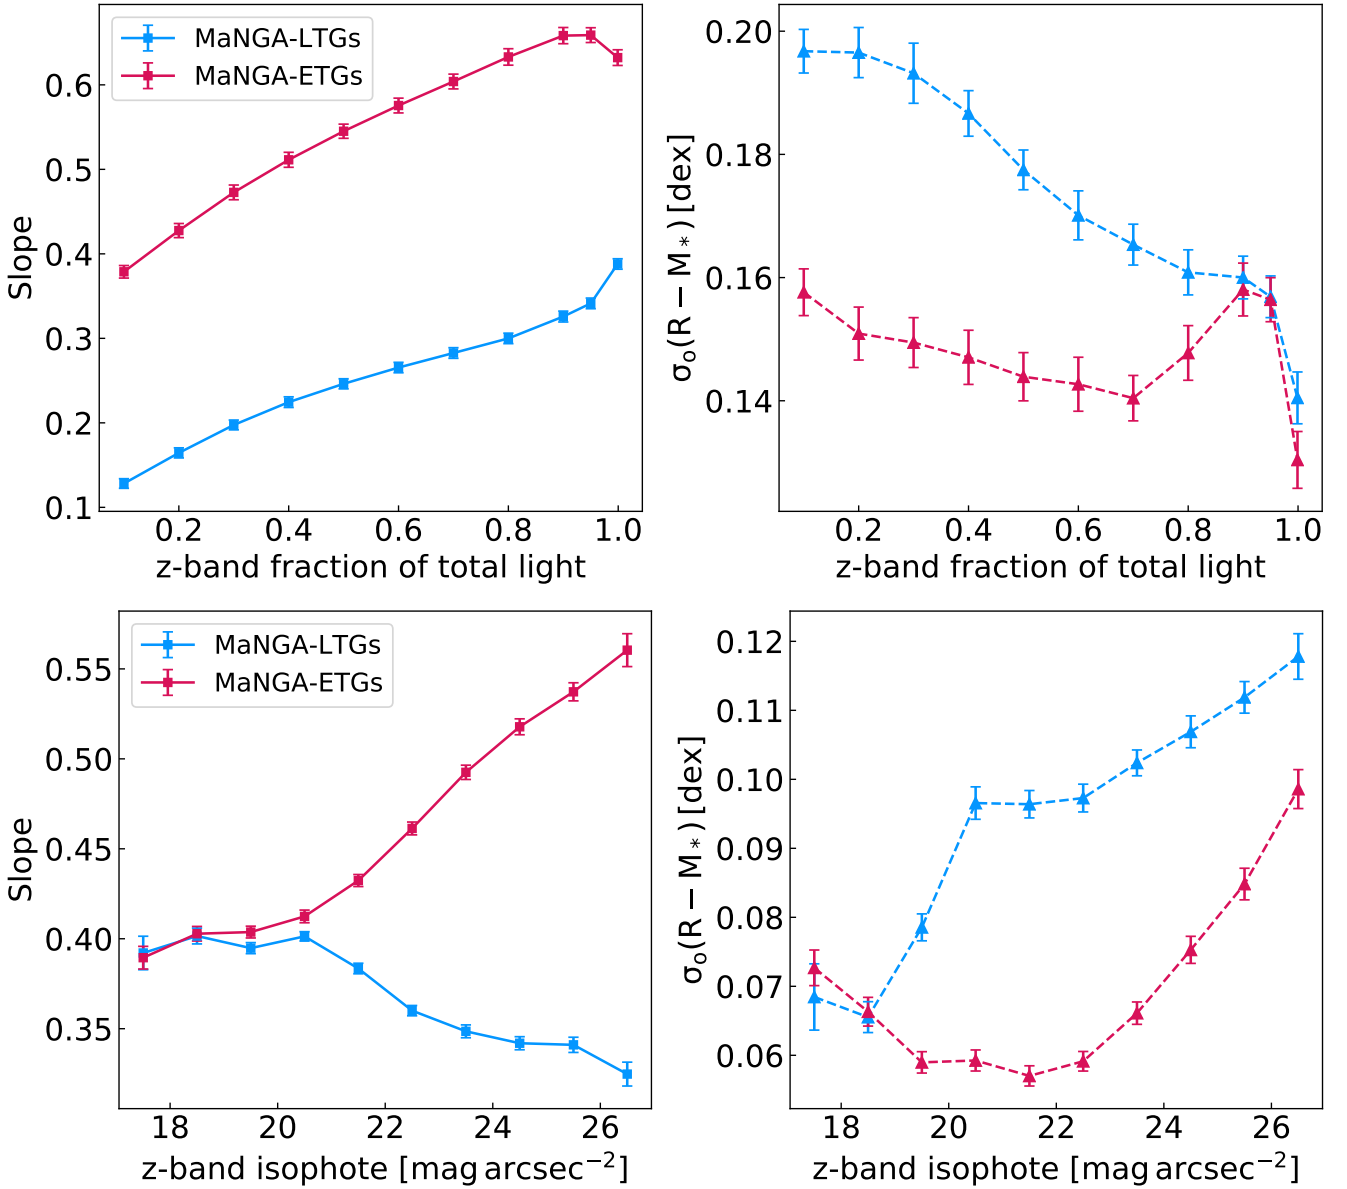 MaNGA-LTGs
MaNGA-ETGs
0.6
0.5
0.4
0.3
0.2
0.1
Slope
0.2 0.4 0.6 0.8 1.0
z-band fraction of total light
0.20
0.18
0.16
0.14
σₒ(R − M∗) [dex]
0.2 0.4 0.6 0.8 1.0
z-band fraction of total light
MaNGA-LTGs
MaNGA-ETGs
0.55
0.50
0.45
0.40
0.35
Slope
18 20 22 24 26
z-band isophote [mag arcsec⁻²]
0.12
0.11
0.10
0.09
0.08
0.07
0.06
σₒ(R − M∗) [dex]
18 20 22 24 26
z-band isophote [mag arcsec⁻²]